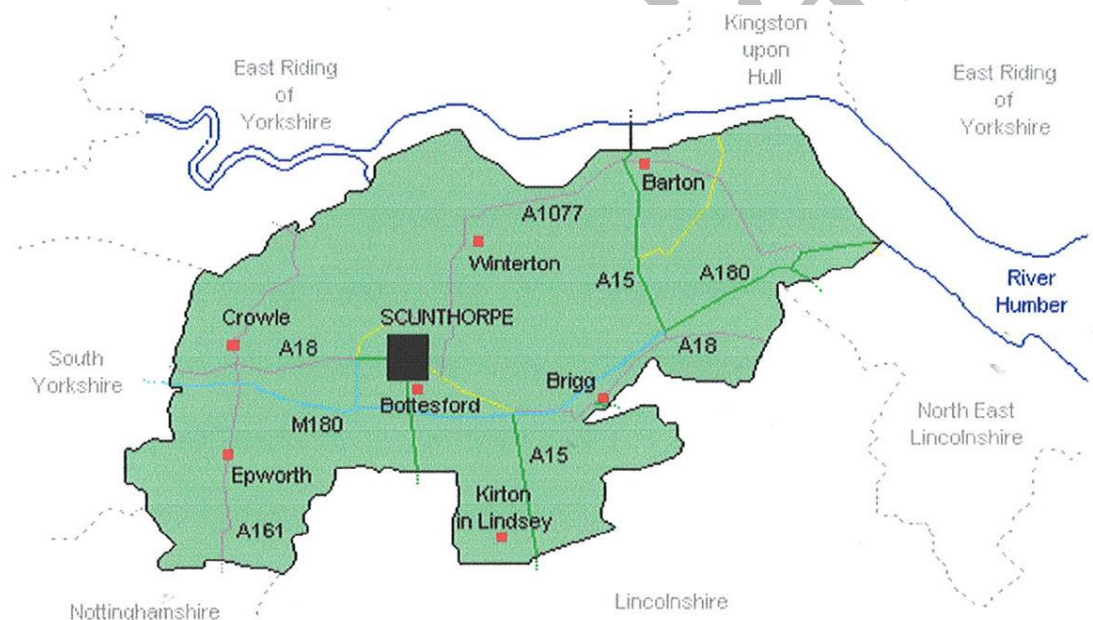 Kingston
upon
Hull
East Riding
of
Yorkshire
East Riding
of
Yorkshire
Barton
A1077
Winterton
A15
A180
River
Humber
Crowle
SCUNTHORPE
A18
A18
South
Yorkshire
Brigg
Bottesford
M180
North East
Lincolnshire
A15
Epworth
Kirton
in Lindsey
A161
Nottinghamshire
Lincolnshire